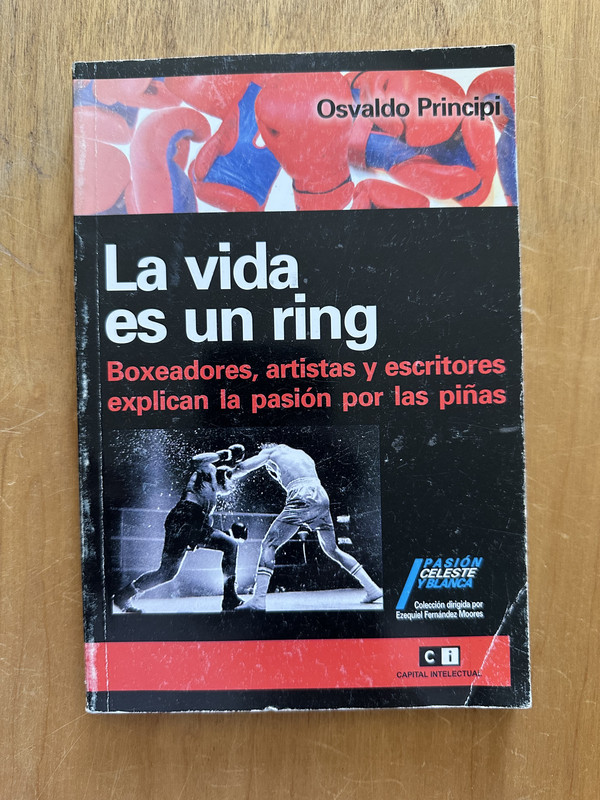 Osvaldo Principi
La vida
es un ring
Boxeadores, artistas y escritores
explican la pasión por las piñas
PASIÓN
CELESTE
Y BLANCA
Colección dirigida por
Ezequiel Fernández Moores
c i
CAPITAL INTELECTUAL